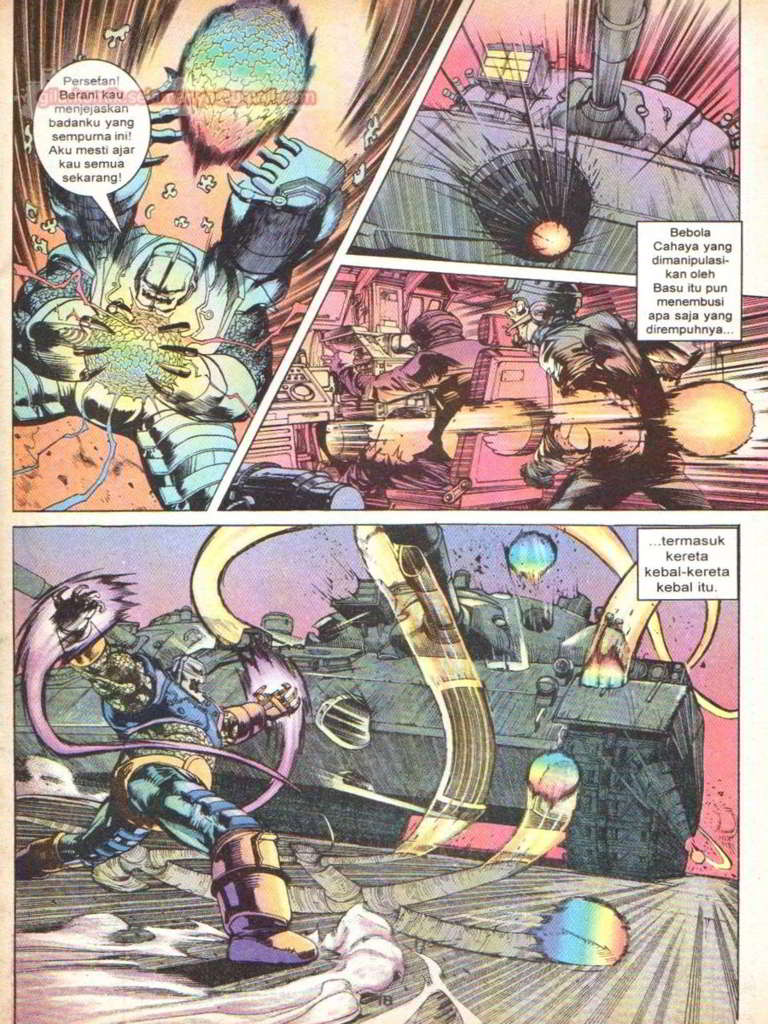 Persetan!
Berani kau
menjejaskan
badanku yang
sempurna ini!
Aku mesti ajar
kau semua
sekarang!
Bebola
Cahaya yang
dimanipulasi-
kan oleh
Basu itu pun
menembusi
apa saja yang
dirempuhnya...
...termasuk
kereta
kebal-kereta
kebal itu.
18